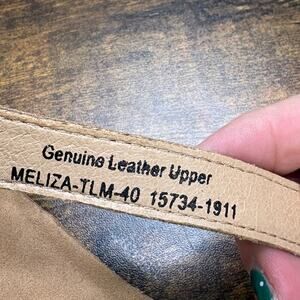 Genuine Leather Upper
MELIZA-TLM-40 15734-1911